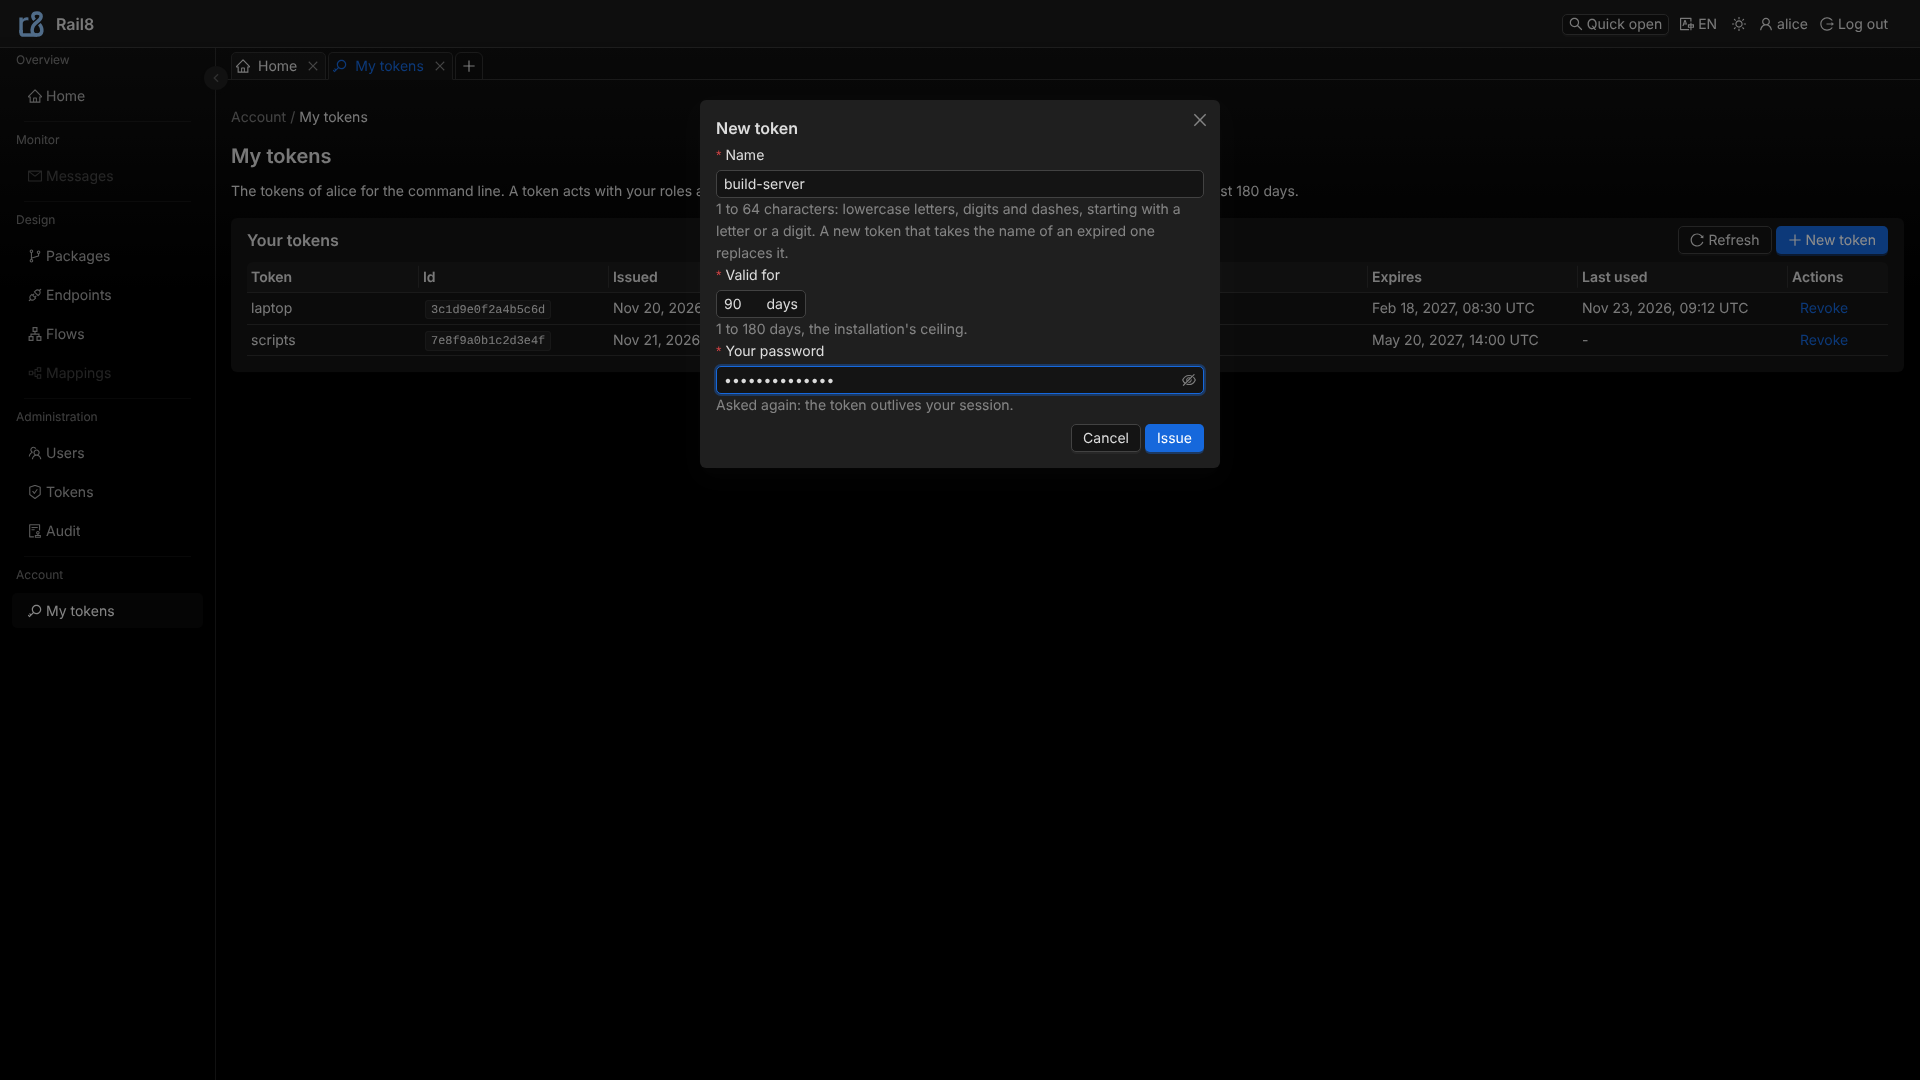 Rail8
Quick open
EN
alice
Log out
Overview
Home
Monitor
Messages
Design
Packages
Endpoints
Flows
Mappings
Administration
Users
Tokens
Audit
Account
My tokens
Home
My tokens
Account / My tokens
My tokens
The tokens of alice for the command line. A token acts with your roles
st 180 days.
Your tokens
Refresh
New token
Token Id Issued Expires Last used Actions
laptop 3c1d9e0f2a4b5c6d Nov 20, 2026 Feb 18, 2027, 08:30 UTC Nov 23, 2026, 09:12 UTC Revoke
scripts 7e8f9a0b1c2d3e4f Nov 21, 2026 May 20, 2027, 14:00 UTC - Revoke
New token
* Name
build-server
1 to 64 characters: lowercase letters, digits and dashes, starting with a
letter or a digit. A new token that takes the name of an expired one
replaces it.
* Valid for
90 days
1 to 180 days, the installation's ceiling.
* Your password
••••••••••••••
Asked again: the token outlives your session.
Cancel
Issue